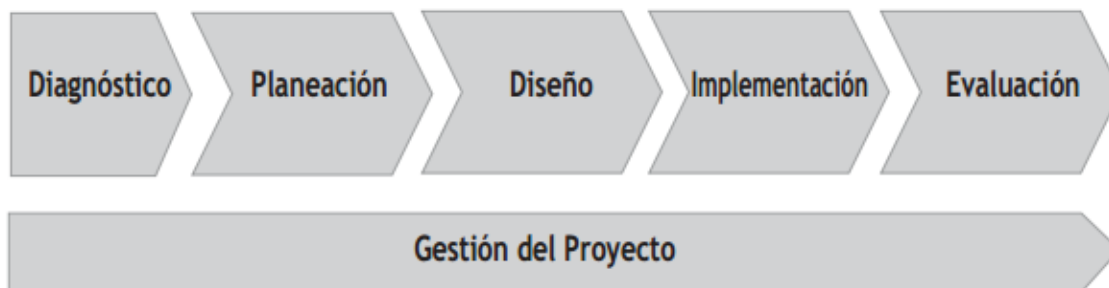 Diagnóstico Planeación Diseño Implementación Evaluación
Gestión del Proyecto